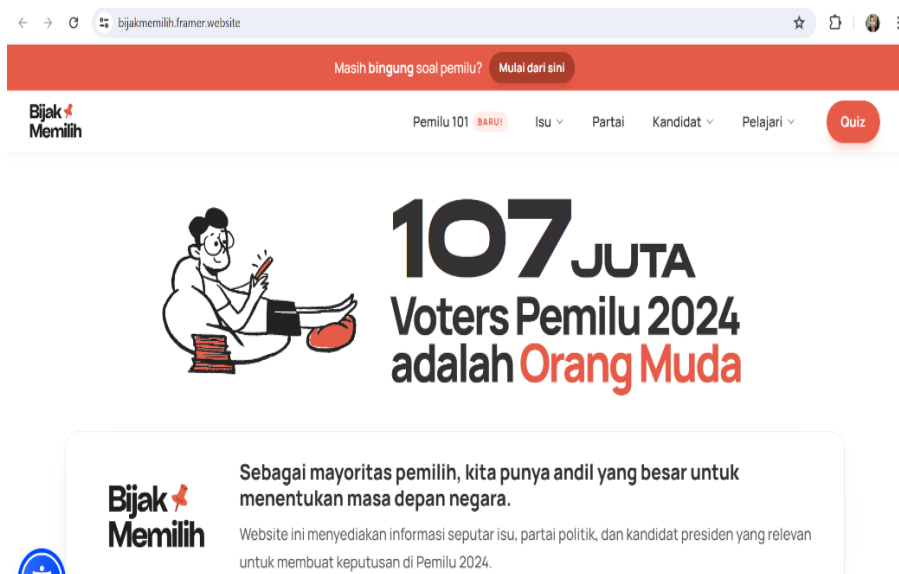 bijakmemilih.framer.website
Masih bingung soal pemilu? Mulai dari sini
Bijak
Memilih
Pemilu 101 BARU! Isu Partai Kandidat Pelajari Quiz
107 JUTA
Voters Pemilu 2024
adalah Orang Muda
Bijak
Memilih
Sebagai mayoritas pemilih, kita punya andil yang besar untuk
menentukan masa depan negara.
Website ini menyediakan informasi seputar isu, partai politik, dan kandidat presiden yang relevan
untuk membuat keputusan di Pemilu 2024.